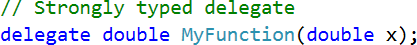 // Strongly typed delegate
delegate double MyFunction(double x);